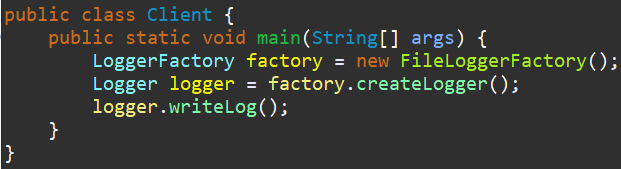 public class Client {
    public static void main(String[] args) {
        LoggerFactory factory = new FileLoggerFactory();
        Logger logger = factory.createLogger();
        logger.writeLog();
    }
}